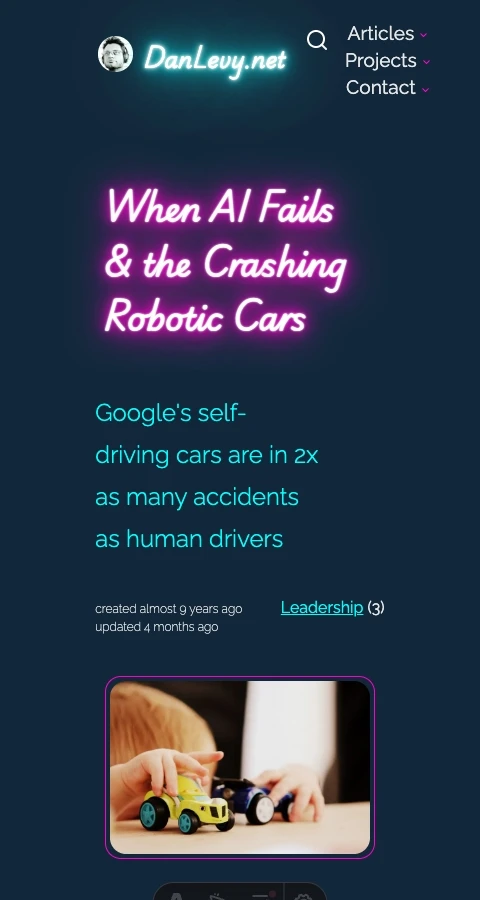 DanLevy.net
Articles
Projects
Contact
When AI Fails
& the Crashing
Robotic Cars
Google's self-
driving cars are in 2x
as many accidents
as human drivers
created almost 9 years ago
updated 4 months ago
Leadership (3)